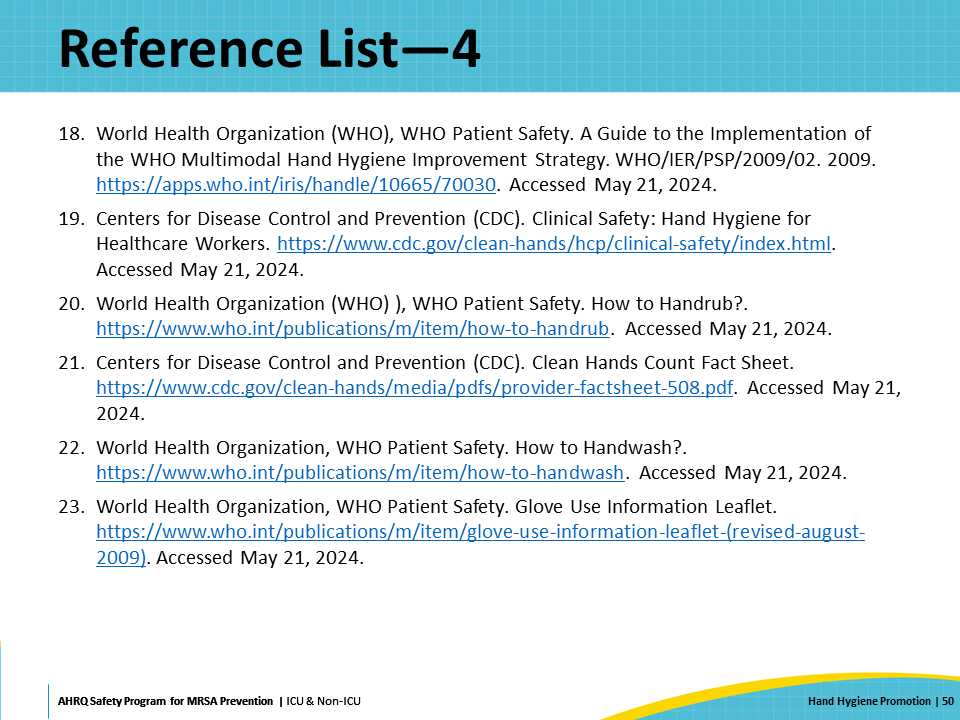 Reference List—4
18. World Health Organization (WHO), WHO Patient Safety. A Guide to the Implementation of
the WHO Multimodal Hand Hygiene Improvement Strategy. WHO/IER/PSP/2009/02. 2009.
https://apps.who.int/iris/handle/10665/70030. Accessed May 21, 2024.
19. Centers for Disease Control and Prevention (CDC). Clinical Safety: Hand Hygiene for
Healthcare Workers. https://www.cdc.gov/clean-hands/hcp/clinical-safety/index.html.
Accessed May 21, 2024.
20. World Health Organization (WHO) ), WHO Patient Safety. How to Handrub?.
https://www.who.int/publications/m/item/how-to-handrub. Accessed May 21, 2024.
21. Centers for Disease Control and Prevention (CDC). Clean Hands Count Fact Sheet.
https://www.cdc.gov/clean-hands/media/pdfs/provider-factsheet-508.pdf. Accessed May 21,
2024.
22. World Health Organization, WHO Patient Safety. How to Handwash?.
https://www.who.int/publications/m/item/how-to-handwash. Accessed May 21, 2024.
23. World Health Organization, WHO Patient Safety. Glove Use Information Leaflet.
https://www.who.int/publications/m/item/glove-use-information-leaflet-(revised-august-
2009). Accessed May 21, 2024.
AHRQ Safety Program for MRSA Prevention | ICU & Non-ICU
Hand Hygiene Promotion | 50